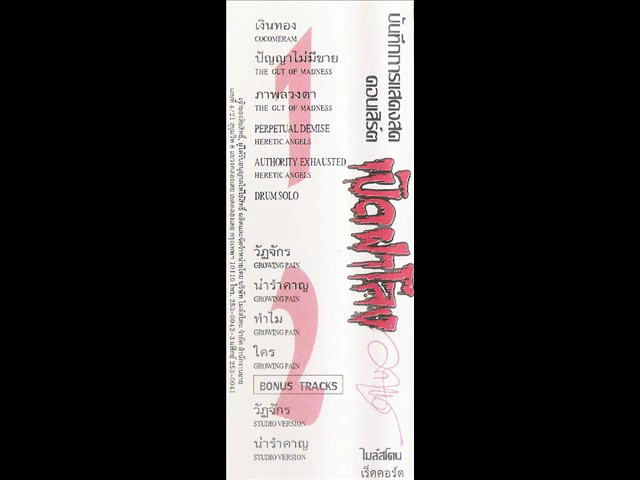 เงินทอง
COCOMERAM
ปัญญาไม่มีขาย
THE GUT OF MADNESS
ภาพลวงตา
THE GUT OF MADNESS
PERPETUAL DEMISE
HERETIC ANGELS
AUTHORITY EXHAUSTED
HERETIC ANGELS
DRUM SOLO
1
วัฏจักร
GROWING PAIN
น่ารำคาญ
GROWING PAIN
ทำไม
GROWING PAIN
ใคร
GROWING PAIN
BONUS TRACKS
วัฏจักร
STUDIO VERSION
น่ารำคาญ
STUDIO VERSION
2
บันทึกการแสดงสด
คอนเสิร์ต
เปิดฝาโลง
ไมล์สโตน
เร็คคอร์ด